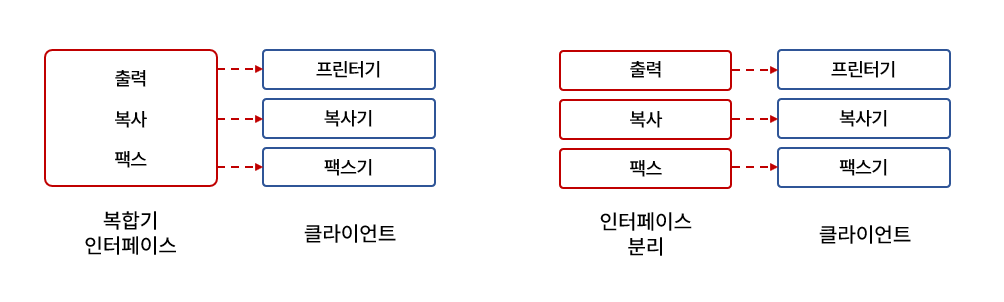 출력
복사
팩스
프린터기
복사기
팩스기
복합기
인터페이스
클라이언트
출력
복사
팩스
프린터기
복사기
팩스기
인터페이스
분리
클라이언트